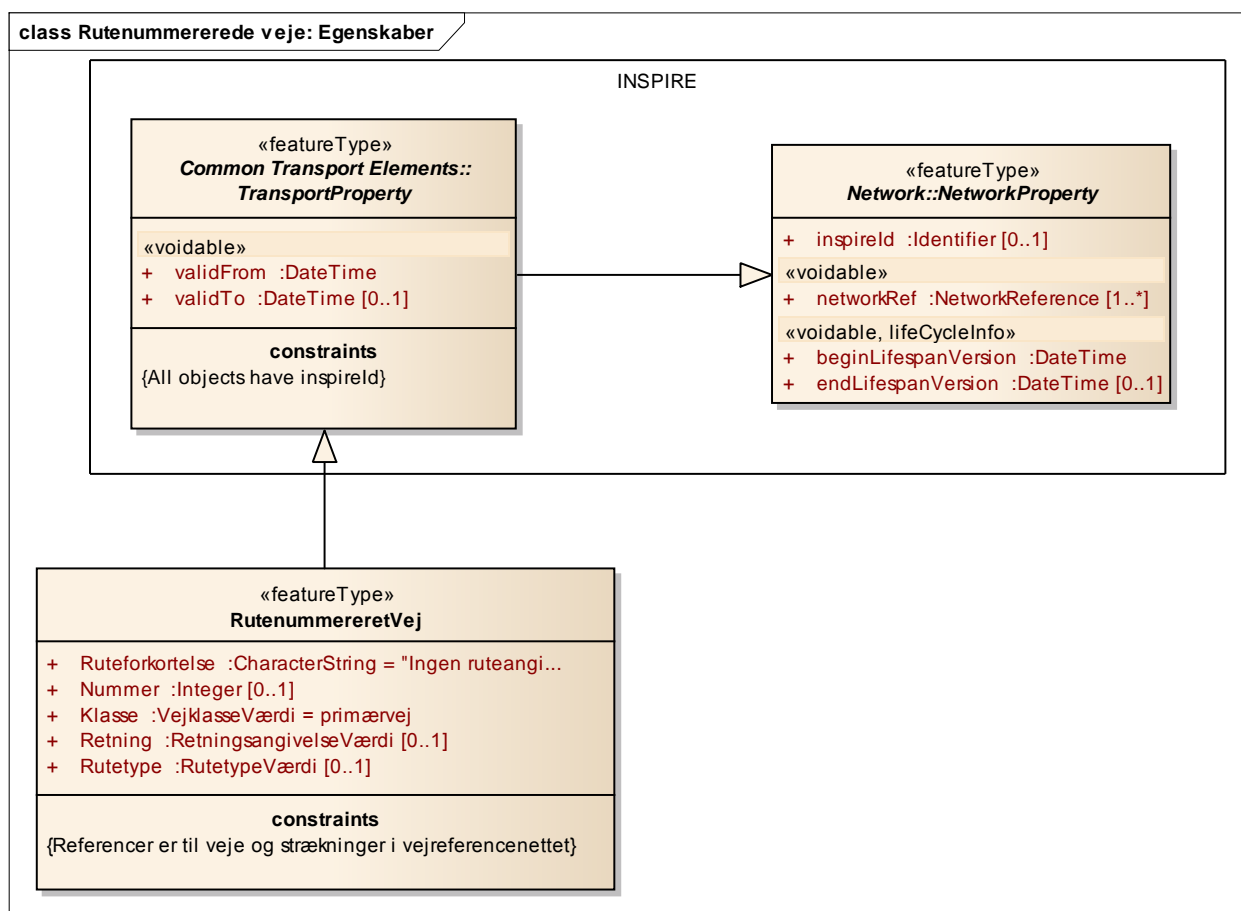 class Rutenummererede veje: Egenskaber
INSPIRE
«featureType»
Common Transport Elements::
TransportProperty
«voidable»
+ validFrom :DateTime
+ validTo :DateTime [0..1]
constraints
{All objects have inspireId}
«featureType»
Network::NetworkProperty
+ inspireId :Identifier [0..1]
«voidable»
+ networkRef :NetworkReference [1..*]
«voidable, lifeCycleInfo»
+ beginLifespanVersion :DateTime
+ endLifespanVersion :DateTime [0..1]
«featureType»
RutenummereretVej
+ Ruteforkortelse :CharacterString = "Ingen ruteangi...
+ Nummer :Integer [0..1]
+ Klasse :VejklasseVærdi = primærvej
+ Retning :RetningsangivelseVærdi [0..1]
+ Rutetype :RutetypeVærdi [0..1]
constraints
{Referencer er til veje og strækninger i vejreferencenettet}